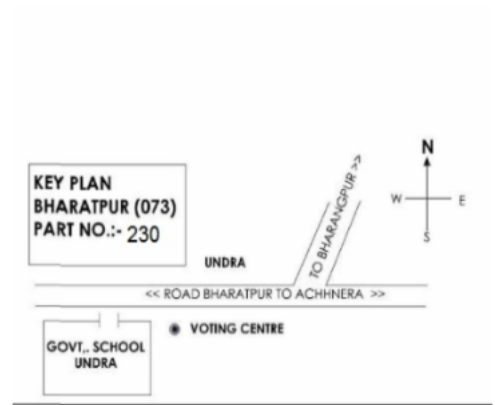 KEY PLAN
BHARATPUR (073)
PART NO.:- 230
N
W
E
S
TO BHARANGPUR >>
UNDRA
<< ROAD BHARATPUR TO ACHHNERA >>
VOTING CENTRE
GOVT,. SCHOOL
UNDRA